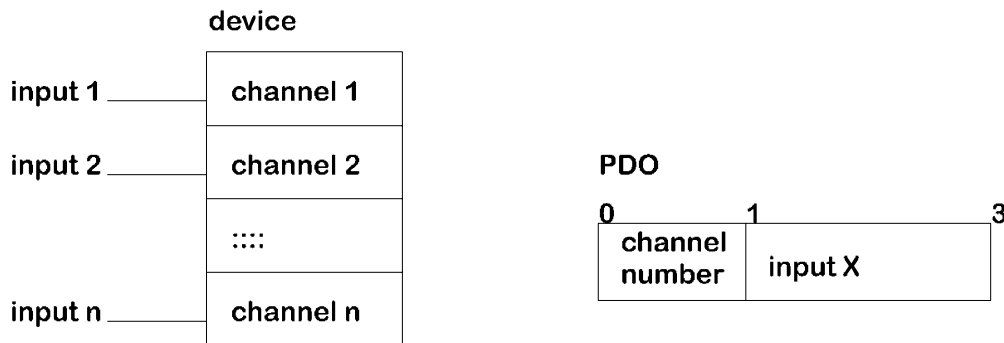 device
input 1
channel 1
input 2
channel 2
::::
input n
channel n
PDO
0
1
3
channel
number
input X